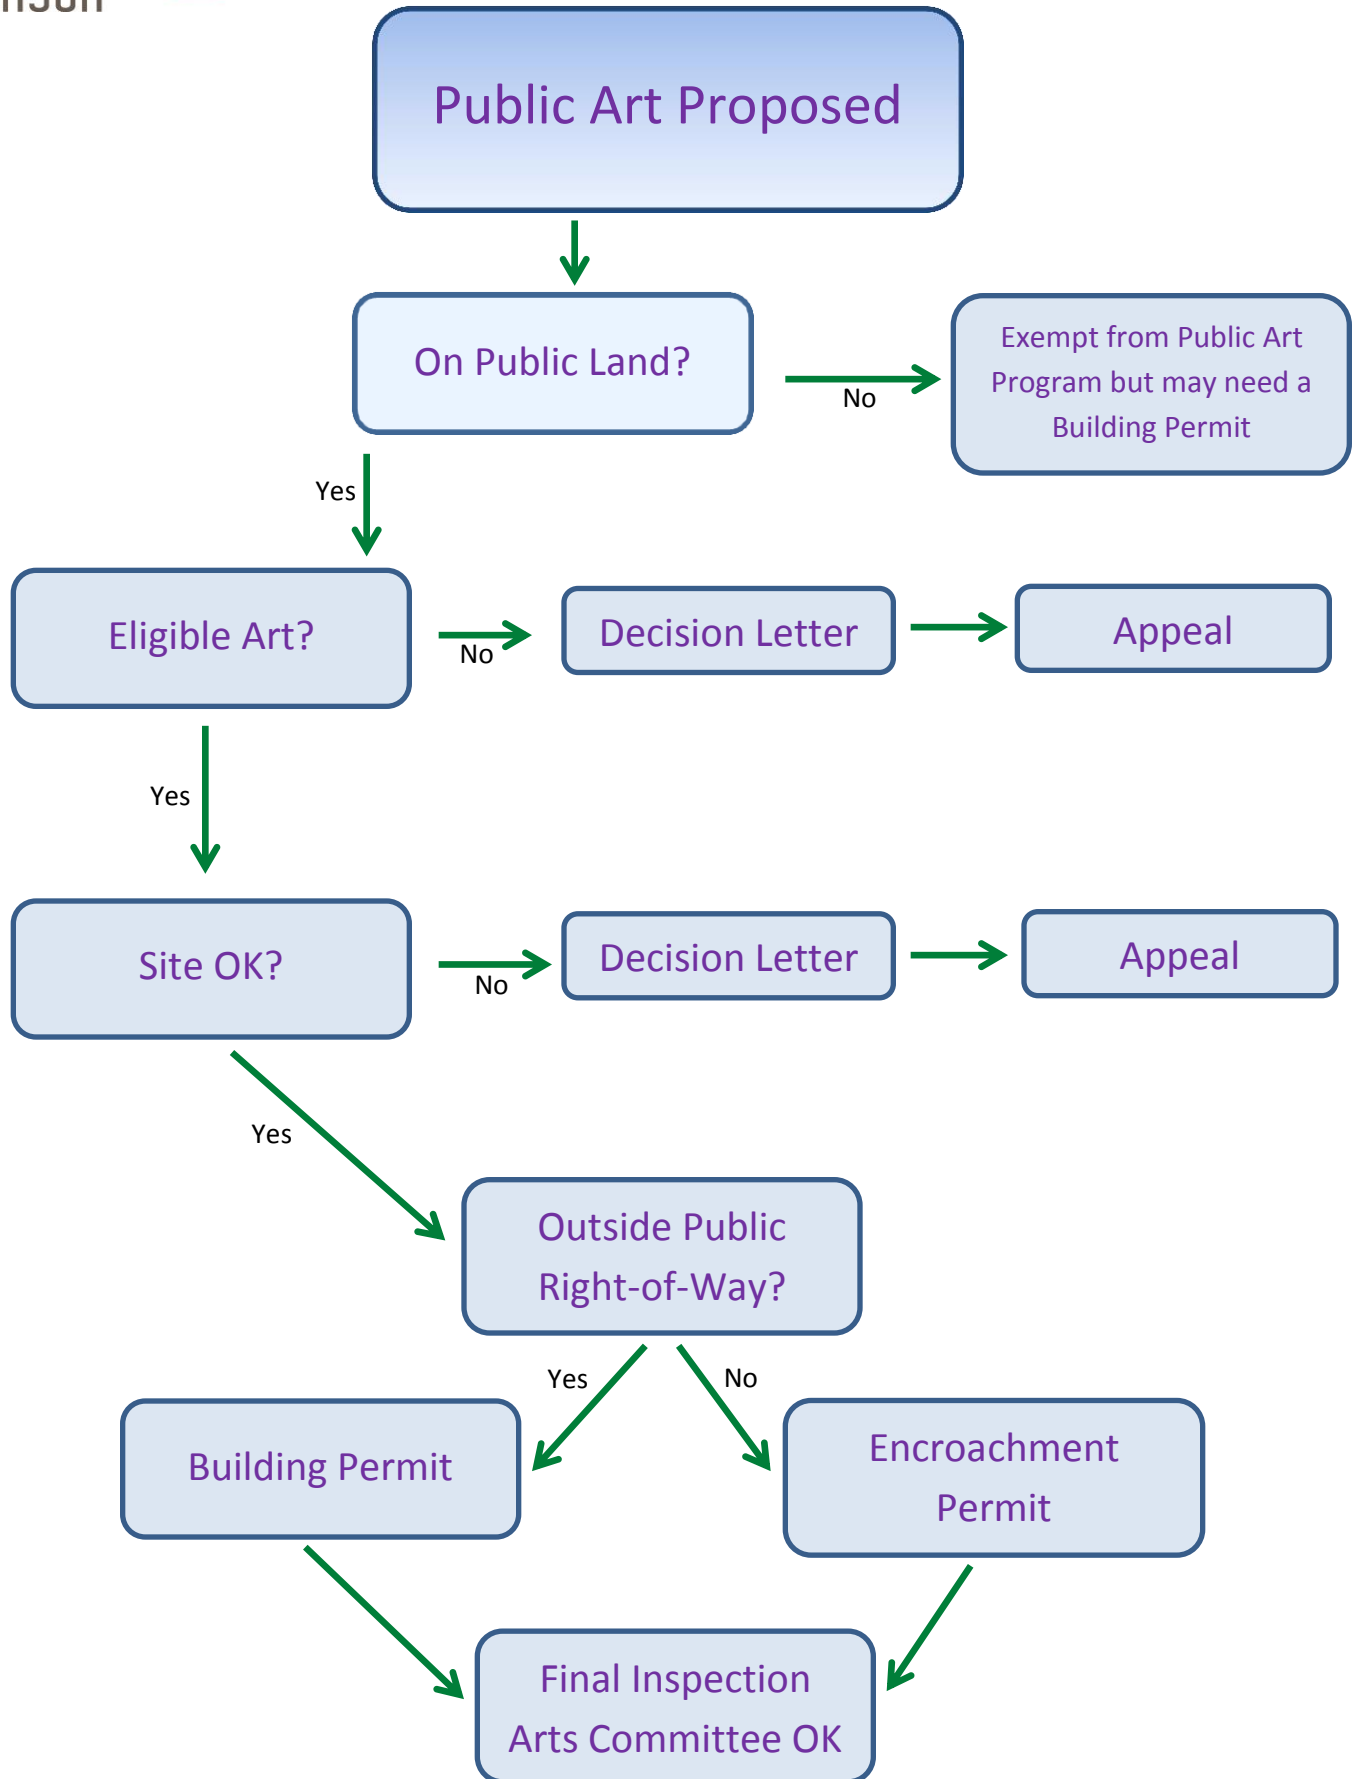 Public Art Proposed
On Public Land?
No
Exempt from Public Art
Program but may need a
Building Permit
Yes
Eligible Art?
No
Decision Letter
Appeal
Yes
Site OK?
No
Decision Letter
Appeal
Yes
Outside Public
Right-of-Way?
Yes
No
Building Permit
Encroachment
Permit
Final Inspection
Arts Committee OK